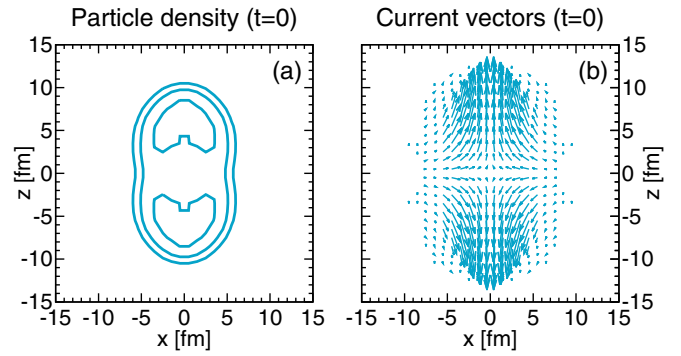 Particle density (t=0) Current vectors (t=0)
15 15
(a) (b)
10 10
5 5
z [fm] 0 0 z [fm]
-5 -5
-10 -10
-15 -15
-15 -10 -5 0 5 10 15 -15 -10 -5 0 5 10 15
x [fm] x [fm]